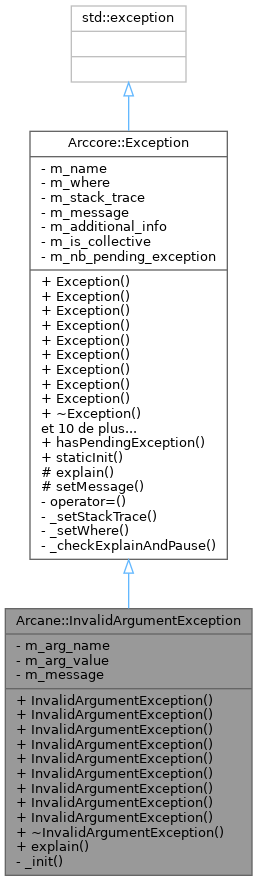 std::exception
Arccore::Exception
- m_name
- m_where
- m_stack_trace
- m_message
- m_additional_info
- m_is_collective
- m_nb_pending_exception
+ Exception()
+ Exception()
+ Exception()
+ Exception()
+ Exception()
+ Exception()
+ Exception()
+ Exception()
+ Exception()
+ ~Exception()
et 10 de plus...
+ hasPendingException()
+ staticInit()
# explain()
# setMessage()
- operator=()
- _setStackTrace()
- _setWhere()
- _checkExplainAndPause()
Arcane::InvalidArgumentException
- m_arg_name
- m_arg_value
- m_message
+ InvalidArgumentException()
+ InvalidArgumentException()
+ InvalidArgumentException()
+ InvalidArgumentException()
+ InvalidArgumentException()
+ InvalidArgumentException()
+ InvalidArgumentException()
+ InvalidArgumentException()
+ InvalidArgumentException()
+ ~InvalidArgumentException()
+ explain()
- _init()